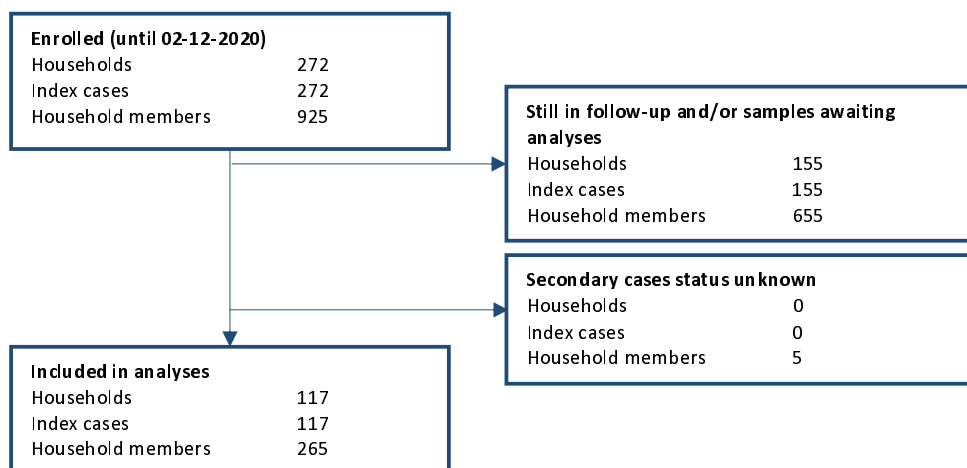 Enrolled (until 02-12-2020)
Households 272
Index cases 272
Household members 925
Still in follow-up and/or samples awaiting
analyses
Households 155
Index cases 155
Household members 655
Secondary cases status unknown
Households 0
Index cases 0
Household members 5
Included in analyses
Households 117
Index cases 117
Household members 265